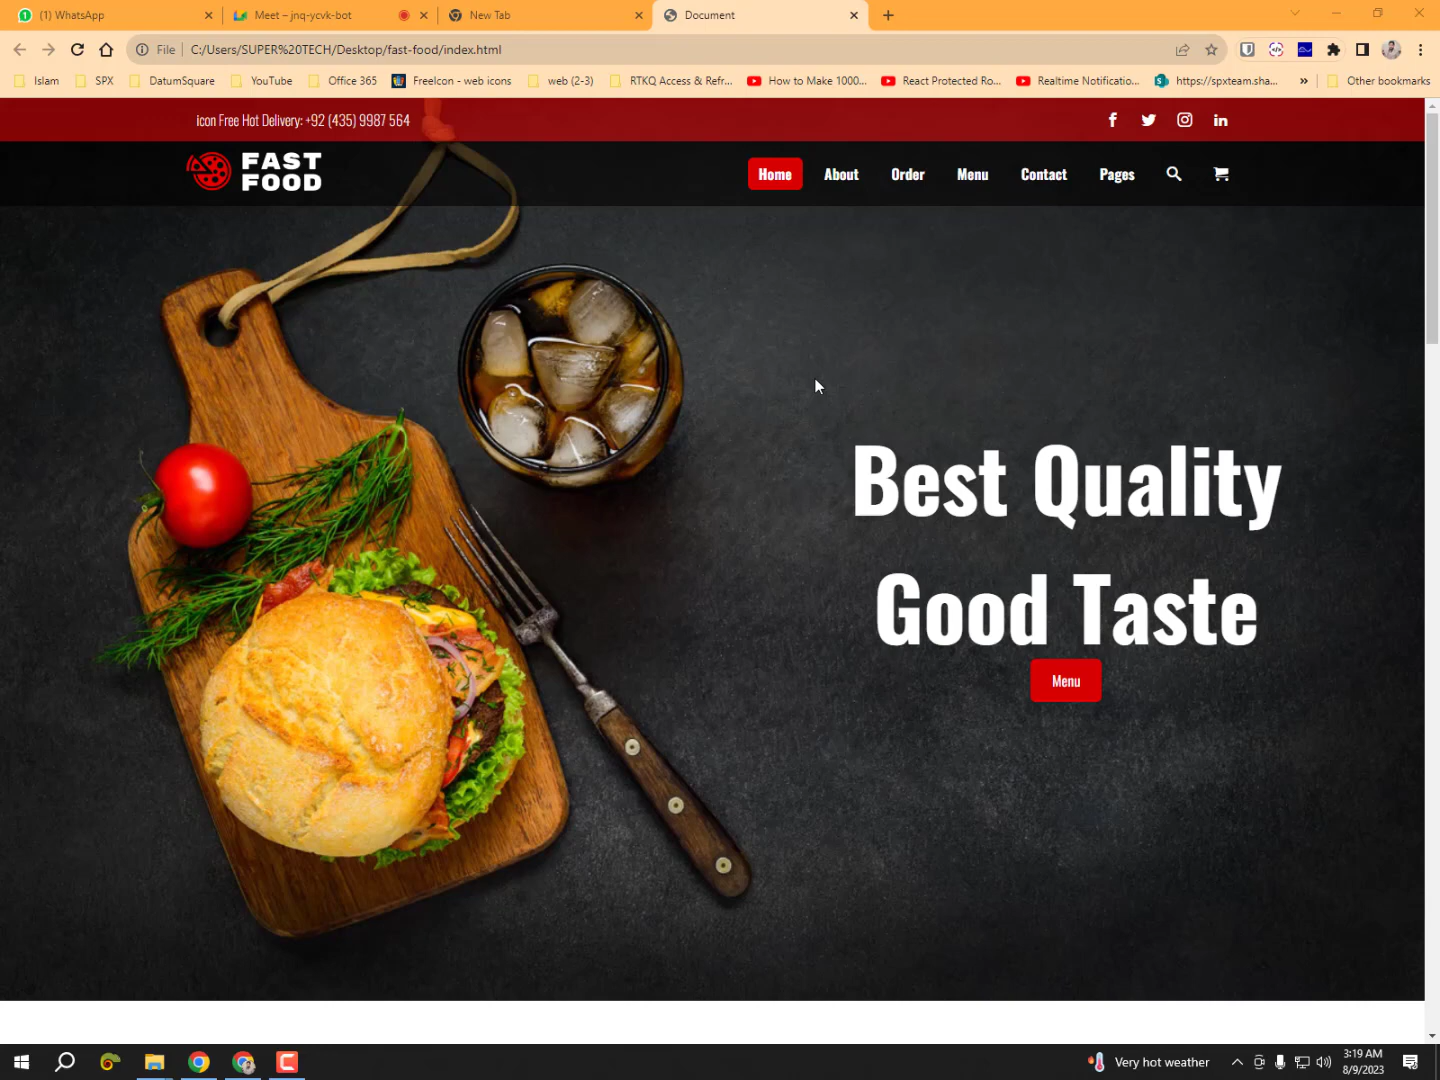 (1) WhatsApp
Meet – jnq-ycvk-bot
New Tab
Document
File
C:/Users/SUPER%20TECH/Desktop/fast-food/index.html
Islam
SPX
DatumSquare
YouTube
Office 365
FreeIcon - web icons
web (2-3)
RTKQ Access & Refr...
How to Make 1000...
React Protected Ro...
Realtime Notificatio...
https://spxteam.sha...
»
Other bookmarks
icon Free Hot Delivery: +92 (435) 9987 564
FAST
FOOD
Home
About
Order
Menu
Contact
Pages
Best Quality
Good Taste
Menu
Very hot weather
3:19 AM
8/9/2023